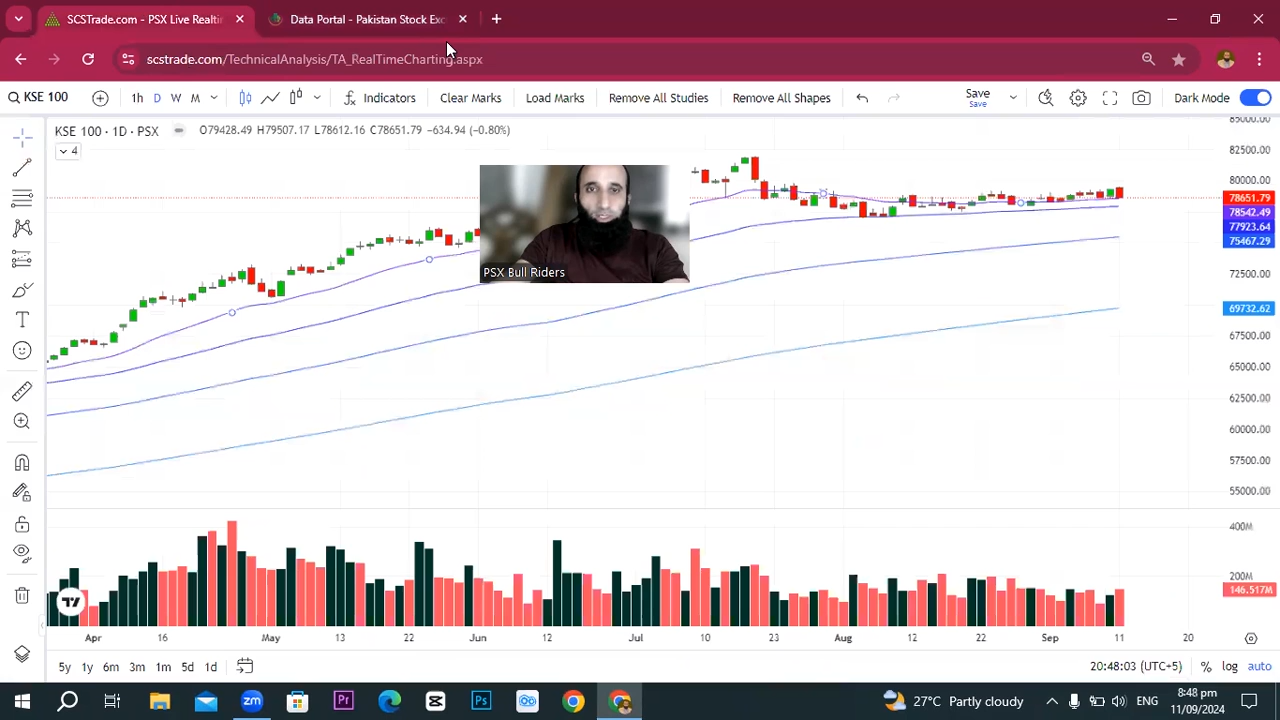 SCSTrade.com - PSX Live Realti
Data Portal - Pakistan Stock Exc
scstrade.com/TechnicalAnalysis/TA_RealTimeCharting.aspx
KSE 100
1h D W M
Indicators
Clear Marks
Load Marks
Remove All Studies
Remove All Shapes
Save
Save
Dark Mode
KSE 100 · 1D · PSX
O79428.49 H79507.17 L78612.16 C78651.79 −634.94 (−0.80%)
4
85000.00
82500.00
80000.00
78651.79
78542.49
77923.64
75467.29
72500.00
69732.62
67500.00
65000.00
62500.00
60000.00
57500.00
55000.00
PSX Bull Riders
400M
200M
146.517M
Apr 16 May 13 22 Jun 12 Jul 10 23 Aug 12 22 Sep 11 20
5y 1y 6m 3m 1m 5d 1d
20:48:03 (UTC+5) % log auto
zm
Pr
Ps
27°C Partly cloudy
ENG
8:48 pm
11/09/2024